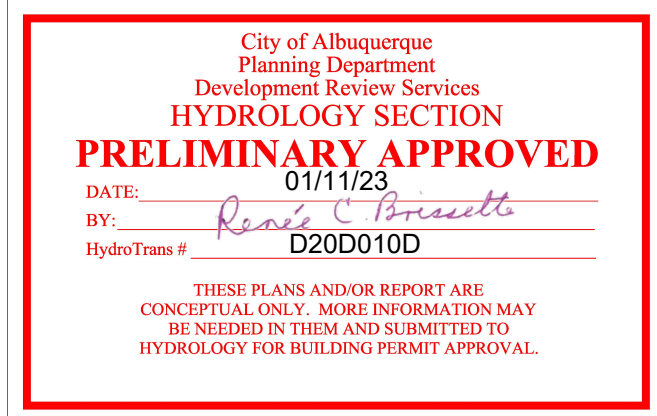 City of Albuquerque
Planning Department
Development Review Services
HYDROLOGY SECTION
PRELIMINARY APPROVED
DATE: 01/11/23
BY: Renée C. Brissette
HydroTrans # D20D010D
THESE PLANS AND/OR REPORT ARE
CONCEPTUAL ONLY. MORE INFORMATION MAY
BE NEEDED IN THEM AND SUBMITTED TO
HYDROLOGY FOR BUILDING PERMIT APPROVAL.